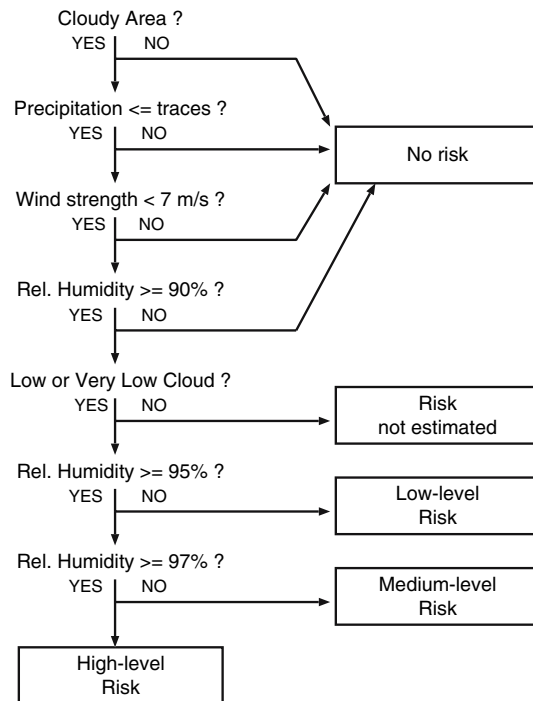 Cloudy Area ?
YES NO
Precipitation <= traces ?
YES NO
No risk
Wind strength < 7 m/s ?
YES NO
Rel. Humidity >= 90% ?
YES NO
Low or Very Low Cloud ?
YES NO
Risk
not estimated
Rel. Humidity >= 95% ?
YES NO
Low-level
Risk
Rel. Humidity >= 97% ?
YES NO
Medium-level
Risk
High-level
Risk